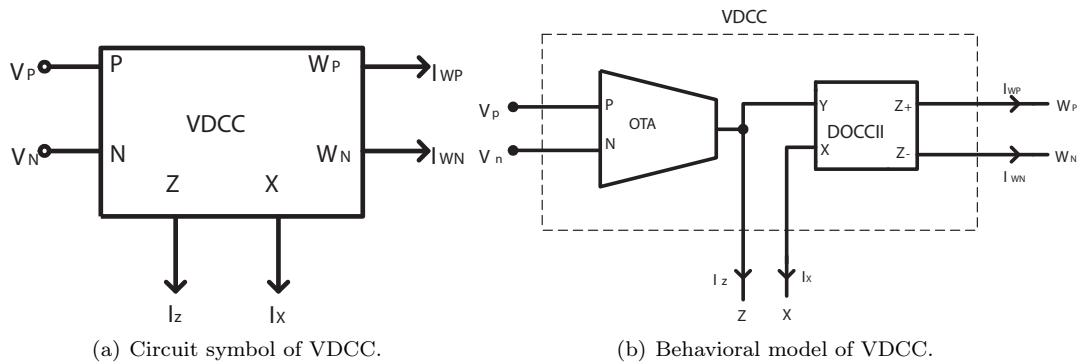 VP
P
WP
IWP
VDCC
VN
N
WN
IWN
Z
X
IZ
IX
(a) Circuit symbol of VDCC.
VDCC
Vp
P
OTA
N
Vn
Y
Z+
DOCCII
X
Z-
IWP
WP
IWN
WN
Iz
IX
Z
X
(b) Behavioral model of VDCC.